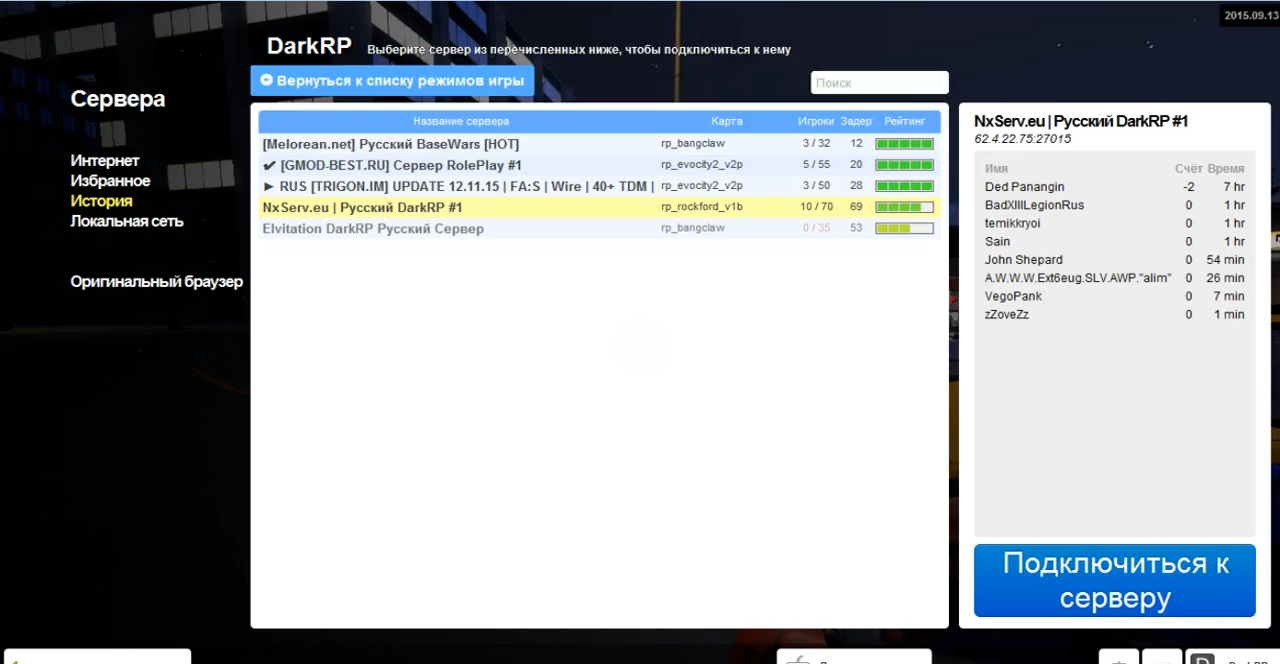 2015.09.13
DarkRP Выберите сервер из перечисленных ниже, чтобы подключиться к нему
Вернуться к списку режимов игры
Поиск
Сервера
Интернет
Избранное
История
Локальная сеть
Оригинальный браузер
Название сервера Карта Игроки Задер Рейтинг
[Melorean.net] Русский BaseWars [HOT] rp_bangclaw 3 / 32 12
✔ [GMOD-BEST.RU] Сервер RolePlay #1 rp_evocity2_v2p 5 / 55 20
► RUS [TRIGON.IM] UPDATE 12.11.15 | FA:S | Wire | 40+ TDM | rp_evocity2_v2p 3 / 50 28
NxServ.eu | Русский DarkRP #1 rp_rockford_v1b 10 / 70 69
Elvitation DarkRP Русский Сервер rp_bangclaw 0 / 35 53
NxServ.eu | Русский DarkRP #1
62.4.22.75:27015
Имя Счёт Время
Ded Panangin -2 7 hr
BadXIIILegionRus 0 1 hr
temikkryoi 0 1 hr
Sain 0 1 hr
John Shepard 0 54 min
A.W.W.W.Ext6eug.SLV.AWP."alim" 0 26 min
VegoPank 0 7 min
zZoveZz 0 1 min
Подключиться к
серверу